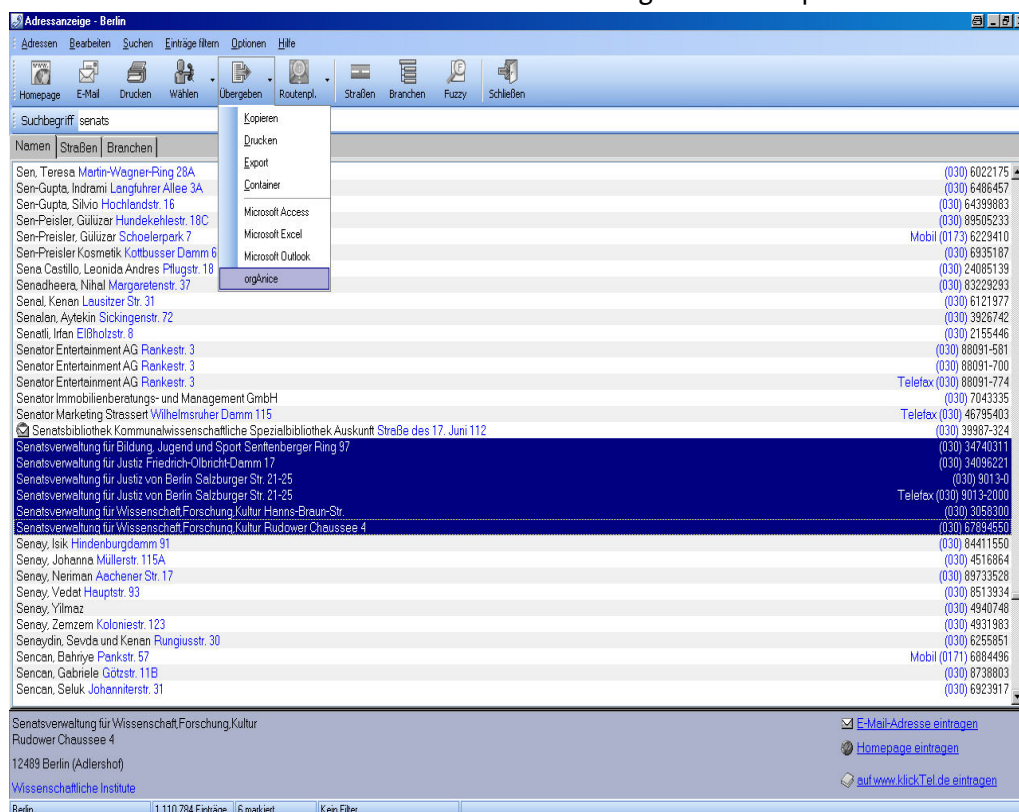 Adressanzeige - Berlin
Adressen Bearbeiten Suchen Einträge filtern Optionen Hilfe
Homepage E-Mail Drucken Wählen Übergeben Routenpl. Straßen Branchen Fuzzy Schließen
Suchbegriff senats
Namen Straßen Branchen
Kopieren
Drucken
Export
Container
Microsoft Access
Microsoft Excel
Microsoft Outlook
orgAnice
Sen, Teresa Martin-Wagner-Ring 28A (030) 6022175
Sen-Gupta, Indrami Langfuhrer Allee 3A (030) 6486457
Sen-Gupta, Silvio Hochlandstr. 16 (030) 64399883
Sen-Peisler, Gülüzar Hundekehlestr. 18C (030) 89505233
Sen-Preisler, Gülüzar Schoelerpark 7 Mobil (0173) 6229410
Sen-Preisler Kosmetik Kottbusser Damm 6 (030) 6935187
Sena Castillo, Leonida Andres Pflugstr. 18 (030) 24085139
Senadheera, Nihal Margaretenstr. 37 (030) 83229293
Senal, Kenan Lausitzer Str. 31 (030) 6121977
Senalan, Aytekin Sickingenstr. 72 (030) 3926742
Senatli, Irfan Elßholzstr. 8 (030) 2155446
Senator Entertainment AG Rankestr. 3 (030) 88091-581
Senator Entertainment AG Rankestr. 3 (030) 88091-700
Senator Entertainment AG Rankestr. 3 Telefax (030) 88091-774
Senator Immobilienberatungs- und Management GmbH (030) 7043335
Senator Marketing Strassert Wilhelmsruher Damm 115 Telefax (030) 46795403
Senatsbibliothek Kommunalwissenschaftliche Spezialbibliothek Auskunft Straße des 17. Juni 112 (030) 39987-324
Senatsverwaltung für Bildung, Jugend und Sport Senftenberger Ring 97 (030) 34740311
Senatsverwaltung für Justiz Friedrich-Olbricht-Damm 17 (030) 34096221
Senatsverwaltung für Justiz von Berlin Salzburger Str. 21-25 (030) 9013-0
Senatsverwaltung für Justiz von Berlin Salzburger Str. 21-25 Telefax (030) 9013-2000
Senatsverwaltung für Wissenschaft,Forschung,Kultur Hanns-Braun-Str. (030) 3058300
Senatsverwaltung für Wissenschaft,Forschung,Kultur Rudower Chaussee 4 (030) 67894550
Senay, Isik Hindenburgdamm 91 (030) 84411550
Senay, Johanna Müllerstr. 115A (030) 4516864
Senay, Neriman Aachener Str. 17 (030) 89733528
Senay, Vedat Hauptstr. 93 (030) 8513934
Senay, Yilmaz (030) 4940748
Senay, Zemzem Koloniestr. 123 (030) 4931983
Senaydin, Sevda und Kenan Rungiusstr. 30 (030) 6255851
Sencan, Bahriye Pankstr. 57 Mobil (0171) 6884496
Sencan, Gabriele Götzstr. 11B (030) 8738803
Sencan, Seluk Johanniterstr. 31 (030) 6923917
Senatsverwaltung für Wissenschaft,Forschung,Kultur
Rudower Chaussee 4
12489 Berlin (Adlershof)
Wissenschaftliche Institute
E-Mail-Adresse eintragen
Homepage eintragen
auf www.klickTel.de eintragen
Berlin 1.110.784 Einträge 6 markiert Kein Filter